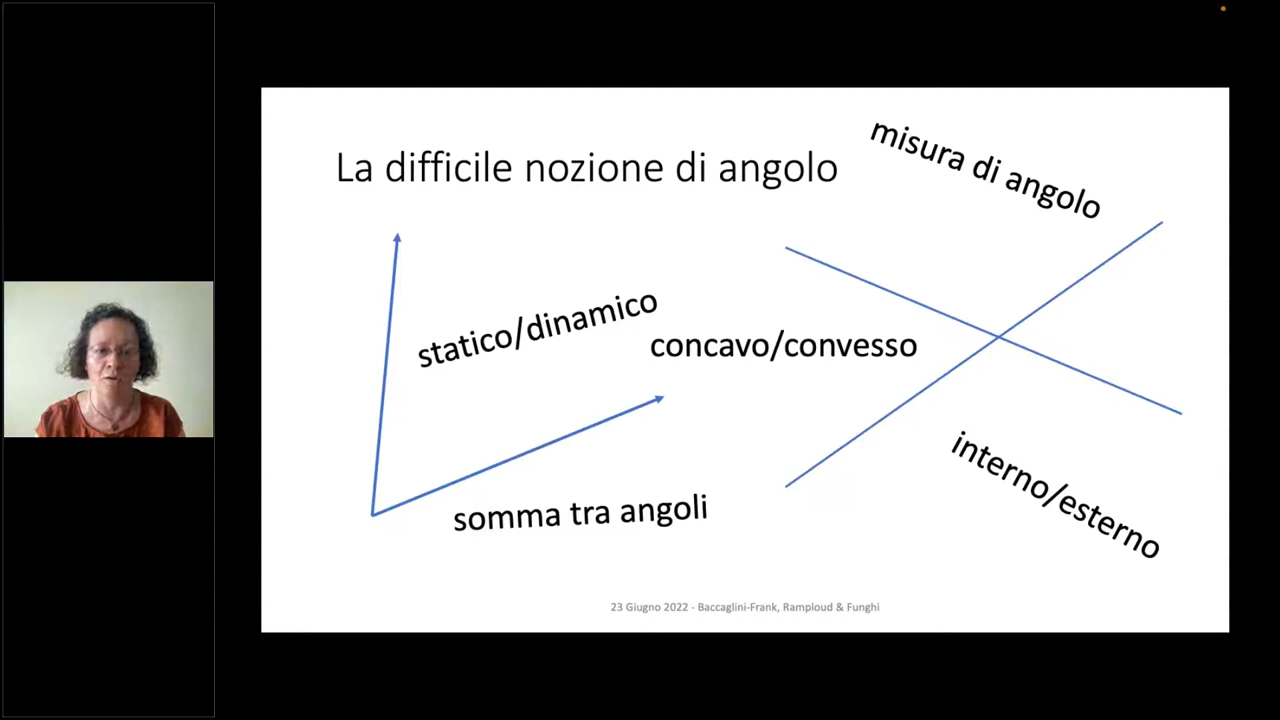 La difficile nozione di angolo
misura di angolo
statico/dinamico
concavo/convesso
somma tra angoli
interno/esterno
23 Giugno 2022 - Baccaglini-Frank, Ramploud & Funghi